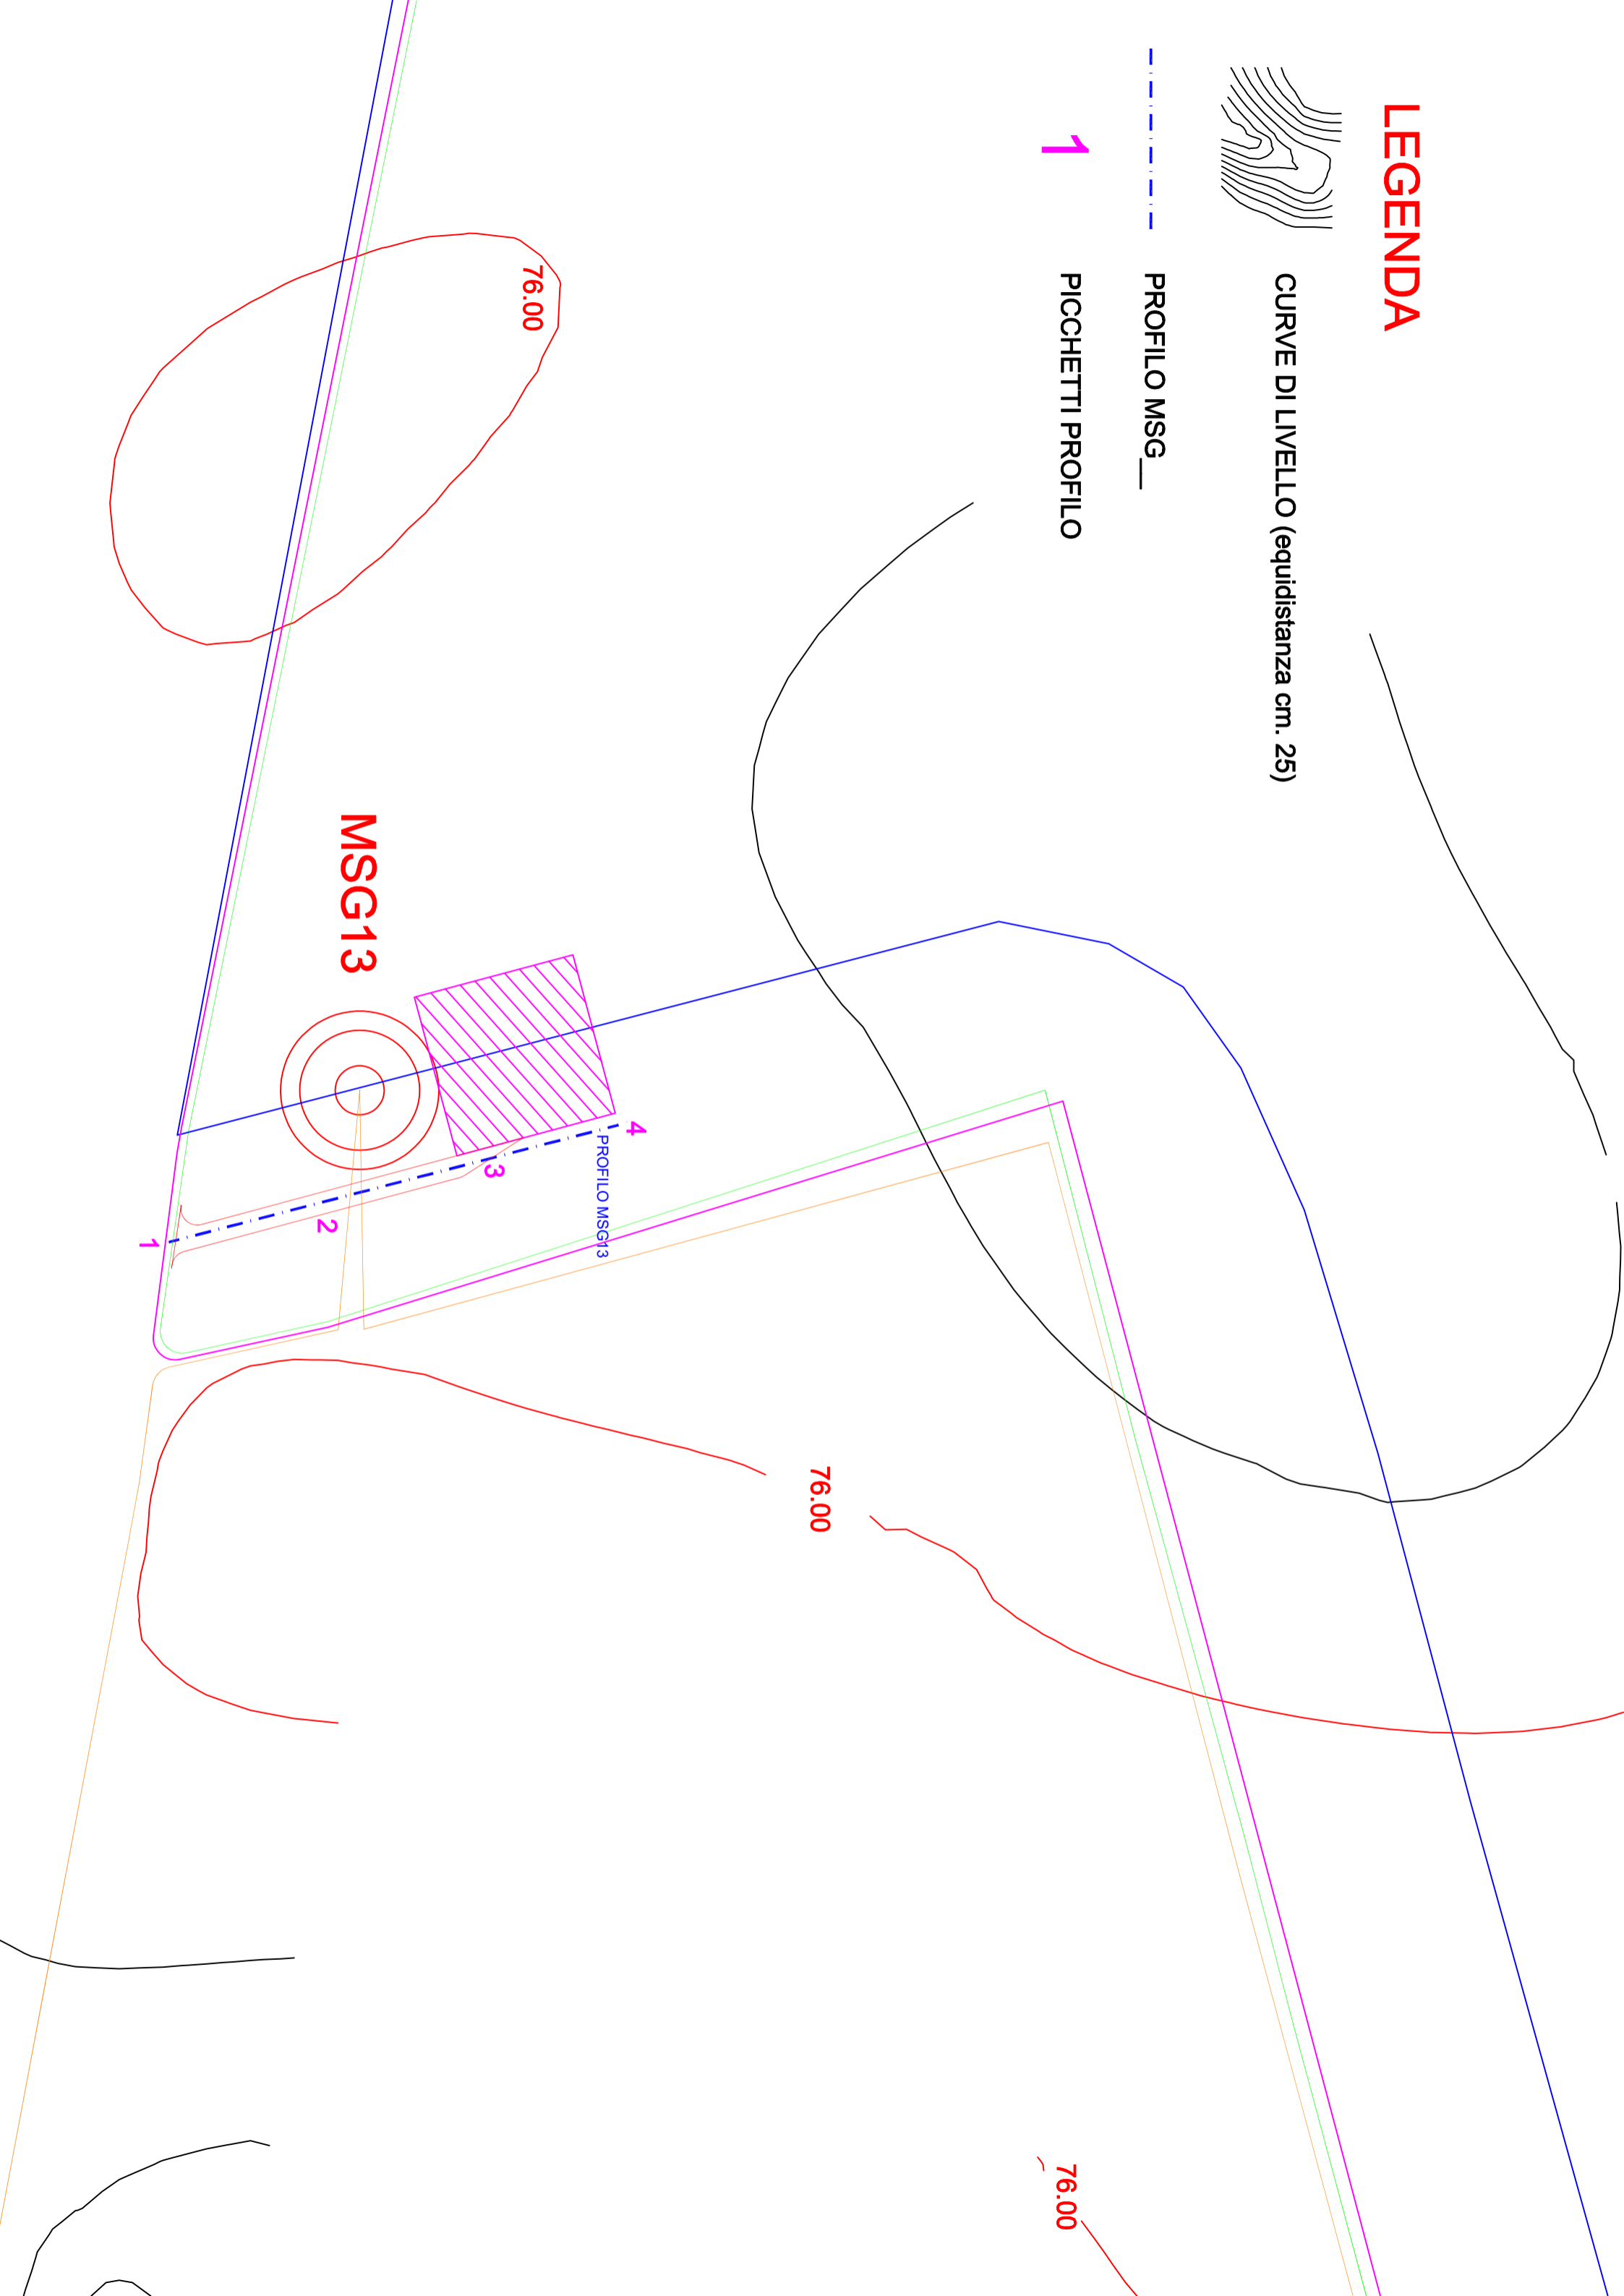 LEGENDA
CURVE DI LIVELLO (equidistanza cm. 25)
PROFILO MSG__
1
PICCHETTI PROFILO
76.00
MSG13
4
PROFILO MSG13
3
2
1
76.00
76.00